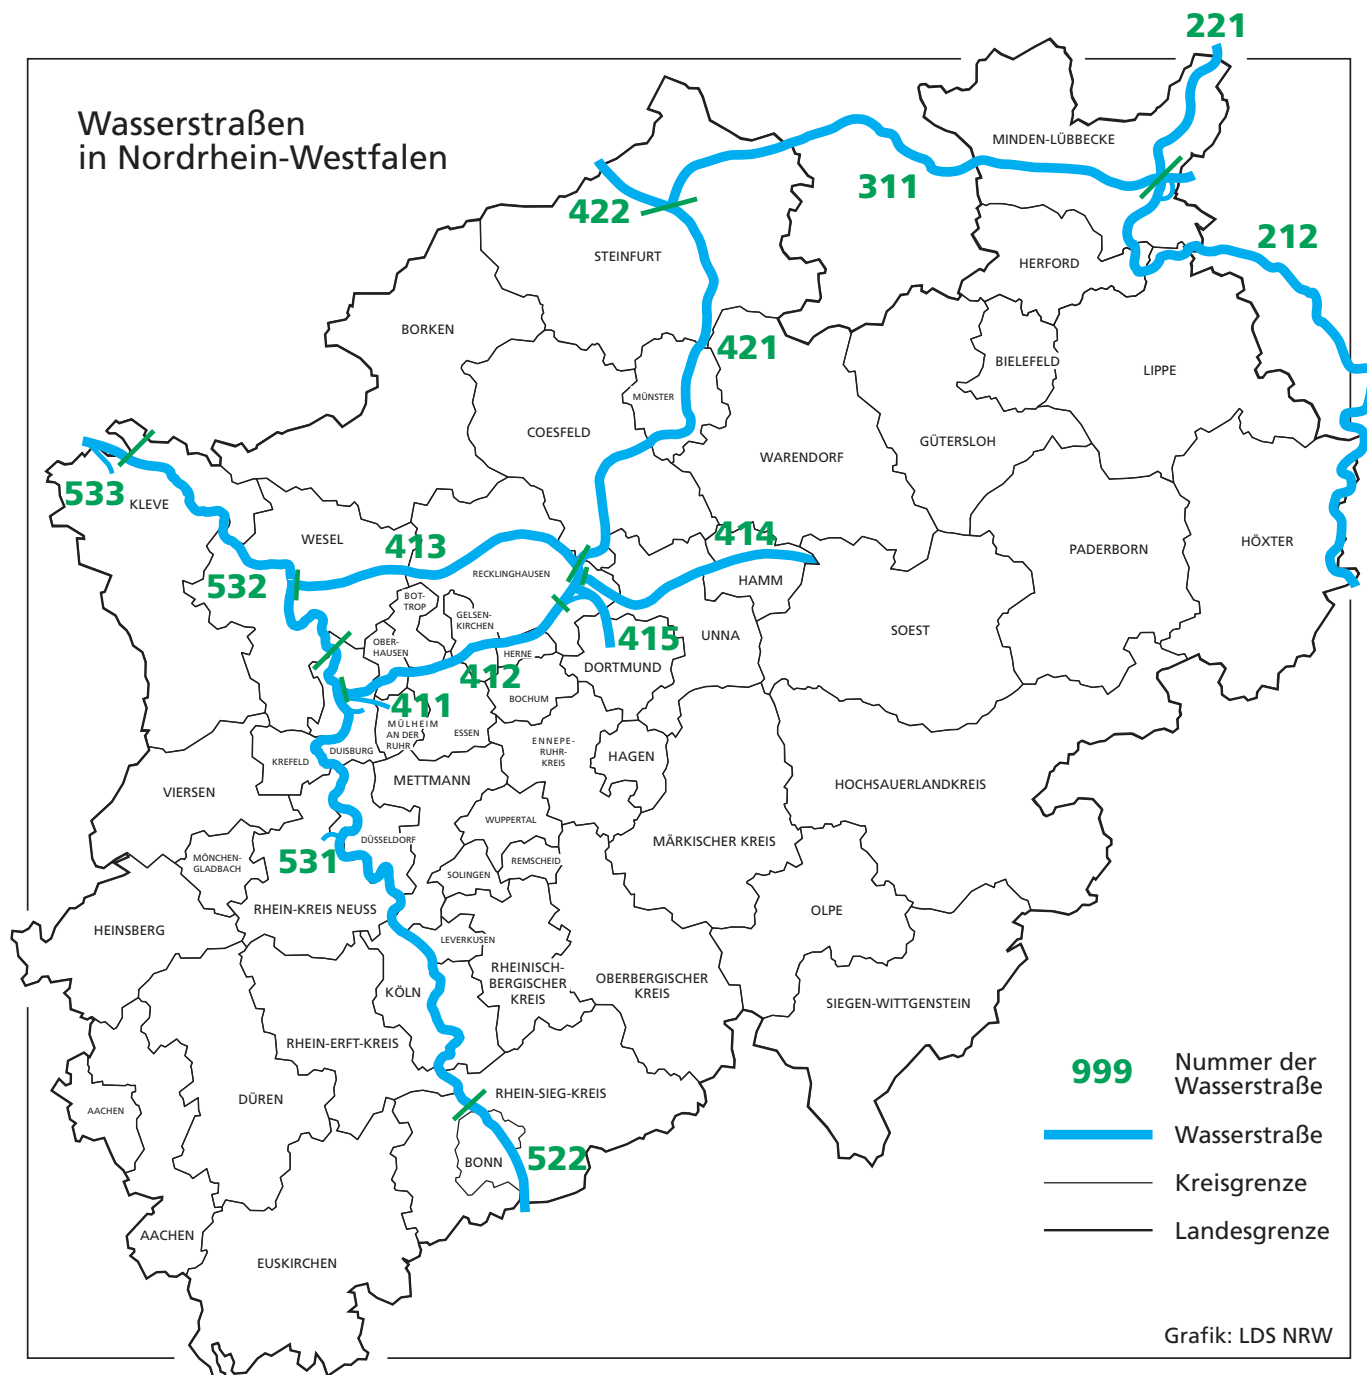 Wasserstraßen
in Nordrhein-Westfalen
221
MINDEN-LÜBBECKE
311
422
212
STEINFURT
HERFORD
BORKEN
421
BIELEFELD
LIPPE
MÜNSTER
COESFELD
GÜTERSLOH
WARENDORF
533
KLEVE
WESEL
413
414
PADERBORN
HÖXTER
532
RECKLINGHAUSEN
HAMM
BOT-
TROP
GELSEN-
KIRCHEN
OBER-
HAUSEN
HERNE
415
UNNA
SOEST
DORTMUND
412
411
BOCHUM
MÜLHEIM
AN DER
RUHR
ESSEN
DUISBURG
KREFELD
ENNEPE-
RUHR-
KREIS
HAGEN
METTMANN
VIERSEN
HOCHSAUERLANDKREIS
WUPPERTAL
DÜSSELDORF
MÄRKISCHER KREIS
531
MÖNCHEN-
GLADBACH
REMSCHEID
SOLINGEN
RHEIN-KREIS NEUSS
OLPE
HEINSBERG
LEVERKUSEN
RHEINISCH-
BERGISCHER
KREIS
OBERBERGISCHER
KREIS
KÖLN
SIEGEN-WITTGENSTEIN
RHEIN-ERFT-KREIS
RHEIN-SIEG-KREIS
DÜREN
AACHEN
BONN
522
AACHEN
EUSKIRCHEN
999
Nummer der
Wasserstraße
Wasserstraße
Kreisgrenze
Landesgrenze
Grafik: LDS NRW